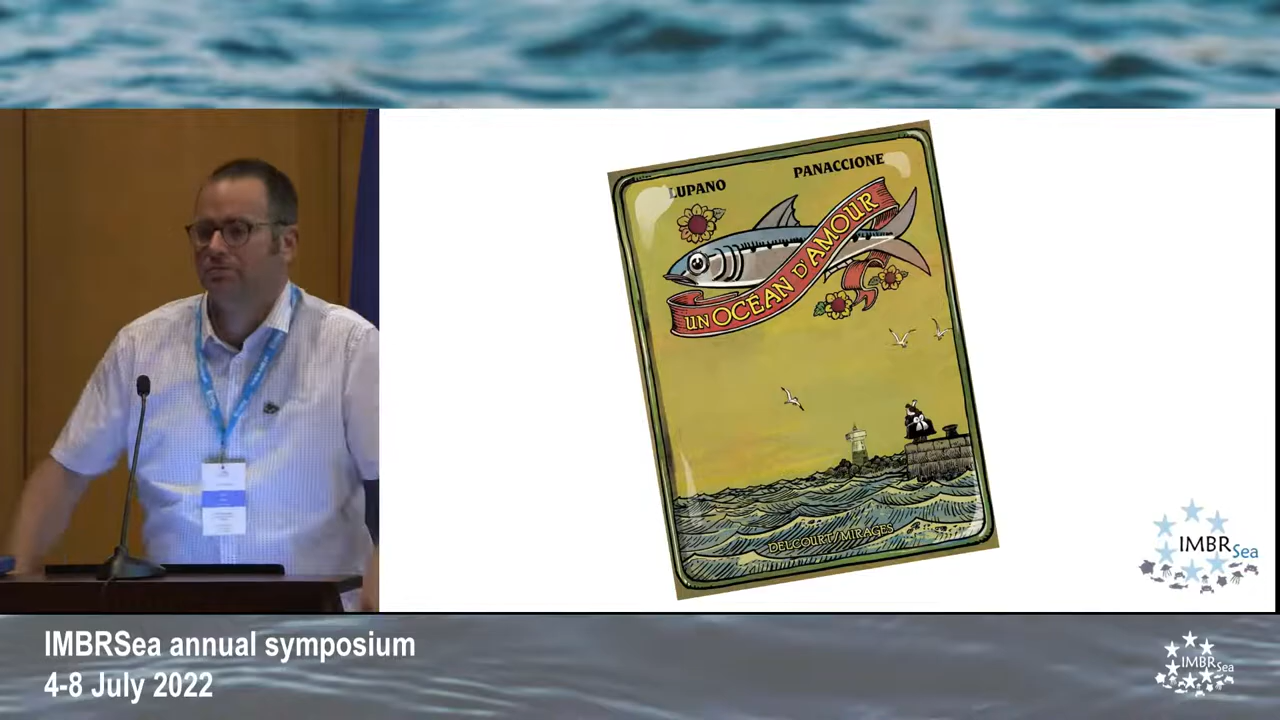 LUPANO
PANACCIONE
UN OCEAN D'AMOUR
DELCOURT/MIRAGES
IMBRSea
IMBRSea annual symposium
4-8 July 2022
IMBRSea